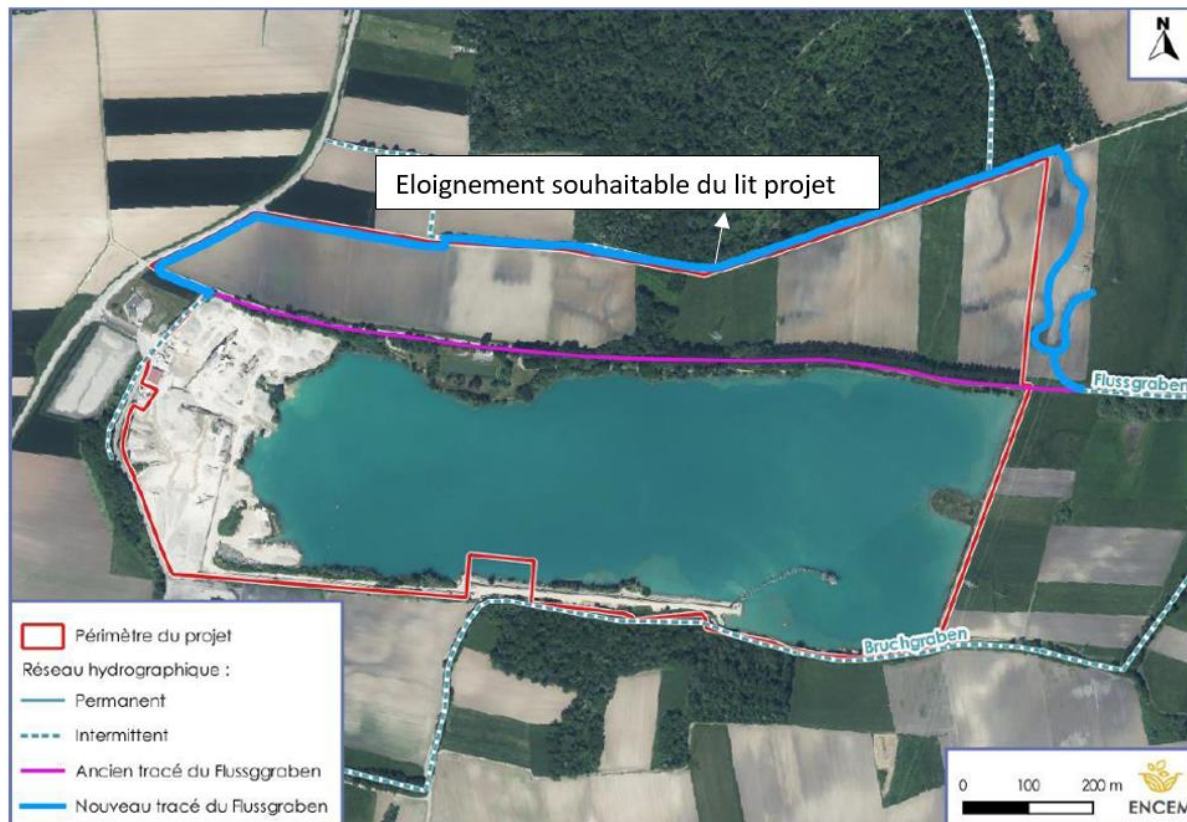 N
Eloignement souhaitable du lit projet
Flussgraben
Bruchgraben
Périmètre du projet
Réseau hydrographique :
Permanent
Intermittent
Ancien tracé du Flussggraben
Nouveau tracé du Flussgraben
0 100 200 m
ENCEM